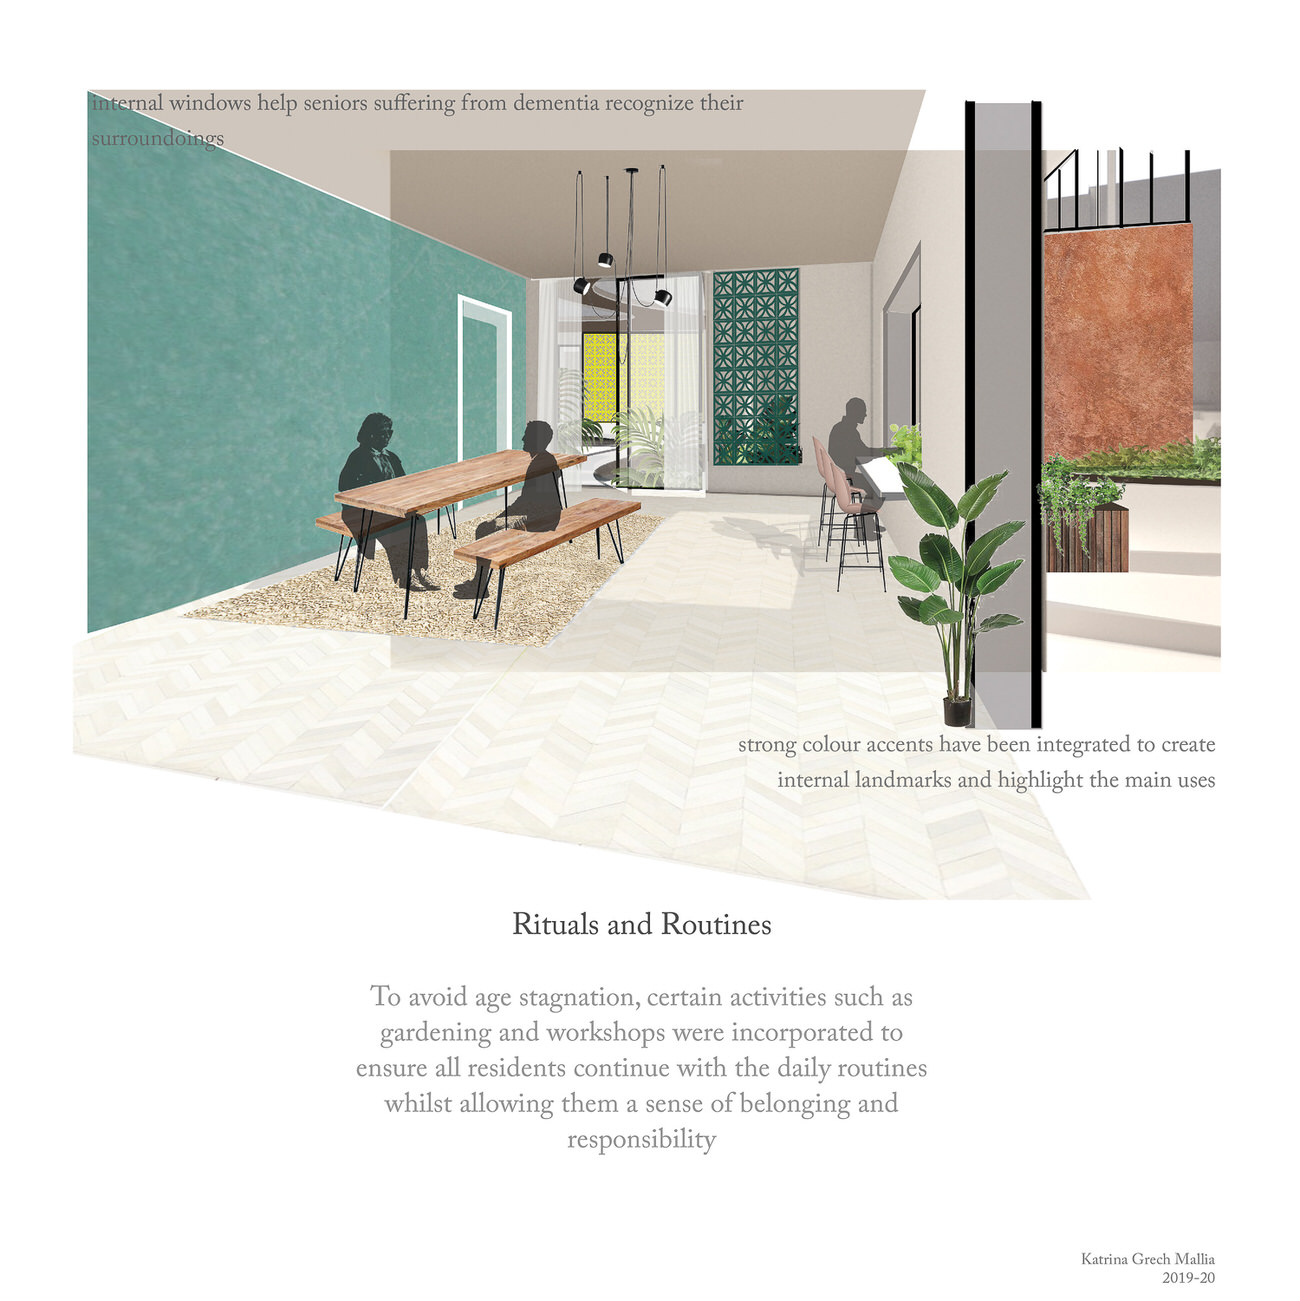 internal windows help seniors suffering from dementia recognize their
surroundoings
strong colour accents have been integrated to create
internal landmarks and highlight the main uses
Rituals and Routines
To avoid age stagnation, certain activities such as
gardening and workshops were incorporated to
ensure all residents continue with the daily routines
whilst allowing them a sense of belonging and
responsibility
Katrina Grech Mallia
2019-20